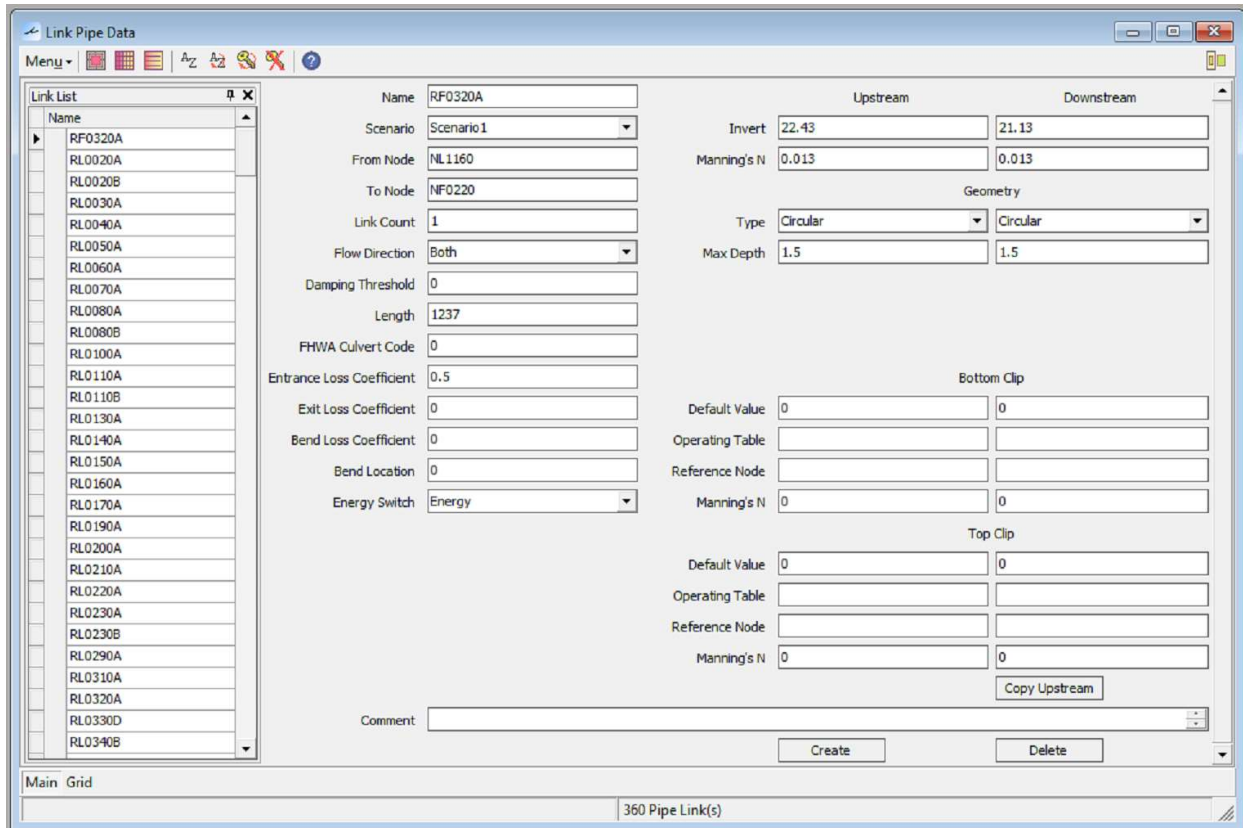 Link Pipe Data
Menu
Link List
Name
RF0320A
RL0020A
RL0020B
RL0030A
RL0040A
RL0050A
RL0060A
RL0070A
RL0080A
RL0080B
RL0100A
RL0110A
RL0110B
RL0130A
RL0140A
RL0150A
RL0160A
RL0170A
RL0190A
RL0200A
RL0210A
RL0220A
RL0230A
RL0230B
RL0290A
RL0310A
RL0320A
RL0330D
RL0340B
Name RF0320A
Scenario Scenario1
From Node NL1160
To Node NF0220
Link Count 1
Flow Direction Both
Damping Threshold 0
Length 1237
FHWA Culvert Code 0
Entrance Loss Coefficient 0.5
Exit Loss Coefficient 0
Bend Loss Coefficient 0
Bend Location 0
Energy Switch Energy
Upstream Downstream
Invert 22.43 21.13
Manning's N 0.013 0.013
Geometry
Type Circular Circular
Max Depth 1.5 1.5
Bottom Clip
Default Value 0 0
Operating Table
Reference Node
Manning's N 0 0
Top Clip
Default Value 0 0
Operating Table
Reference Node
Manning's N 0 0
Copy Upstream
Comment
Create Delete
Main Grid
360 Pipe Link(s)